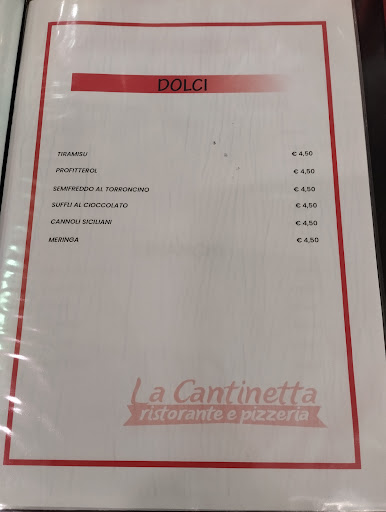 DOLCI
TIRAMISU € 4,50
PROFITTEROL € 4,50
SEMIFREDDO AL TORRONCINO € 4,50
SUFFLI AL CIOCCOLATO € 4,50
CANNOLI SICILIANI € 4,50
MERINGA € 4,50
La Cantinetta
ristorante e pizzeria